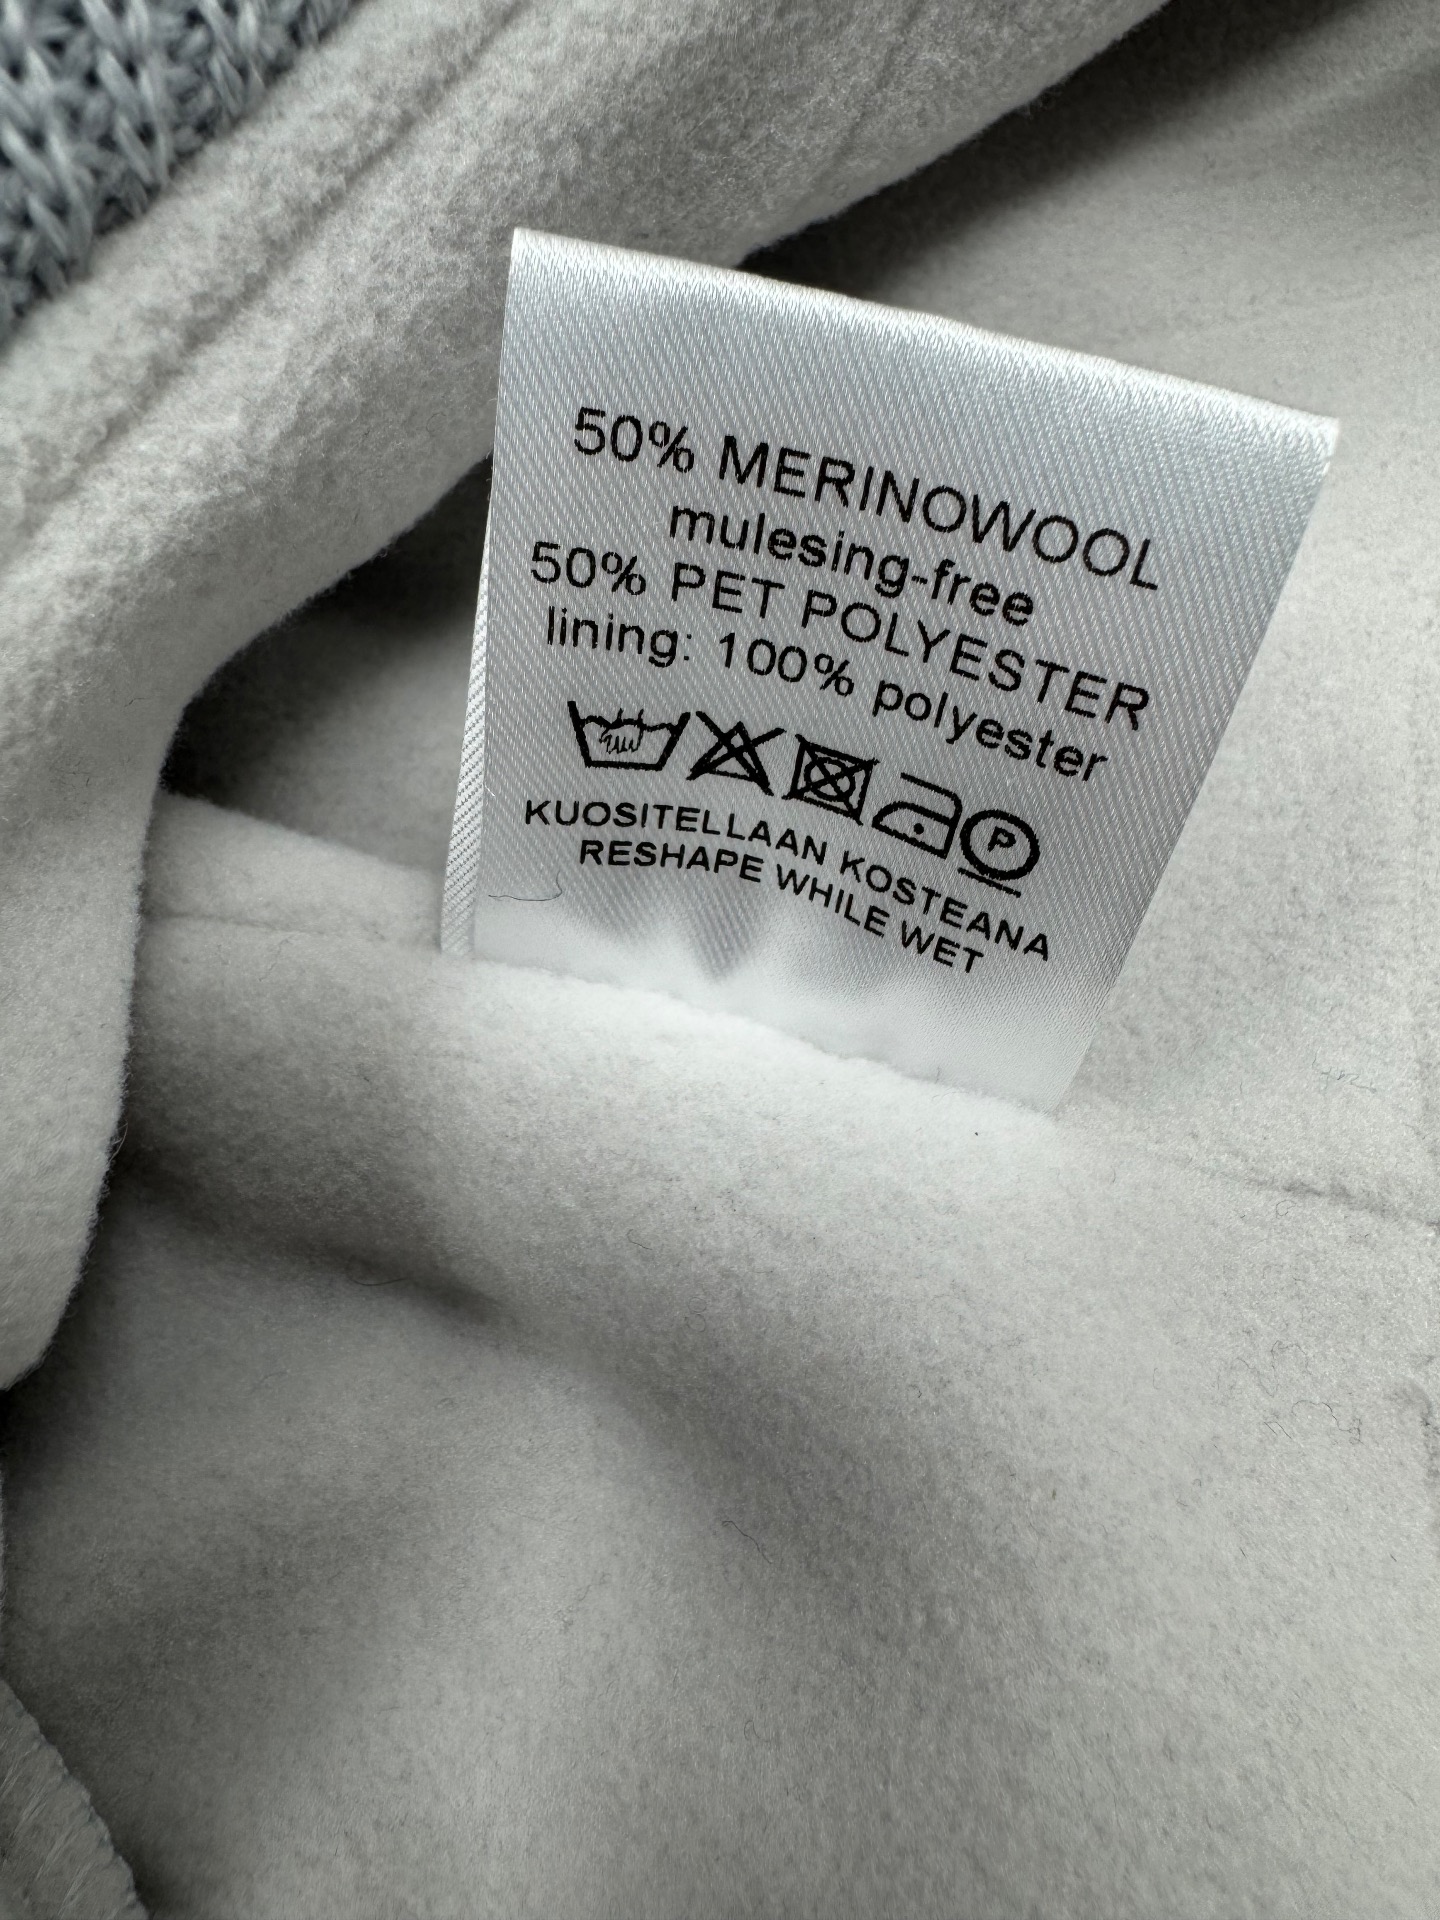 50% MERINOWOOL
mulesing-free
50% PET POLYESTER
lining: 100% polyester
P
KUOSITELLAAN KOSTEANA
RESHAPE WHILE WET